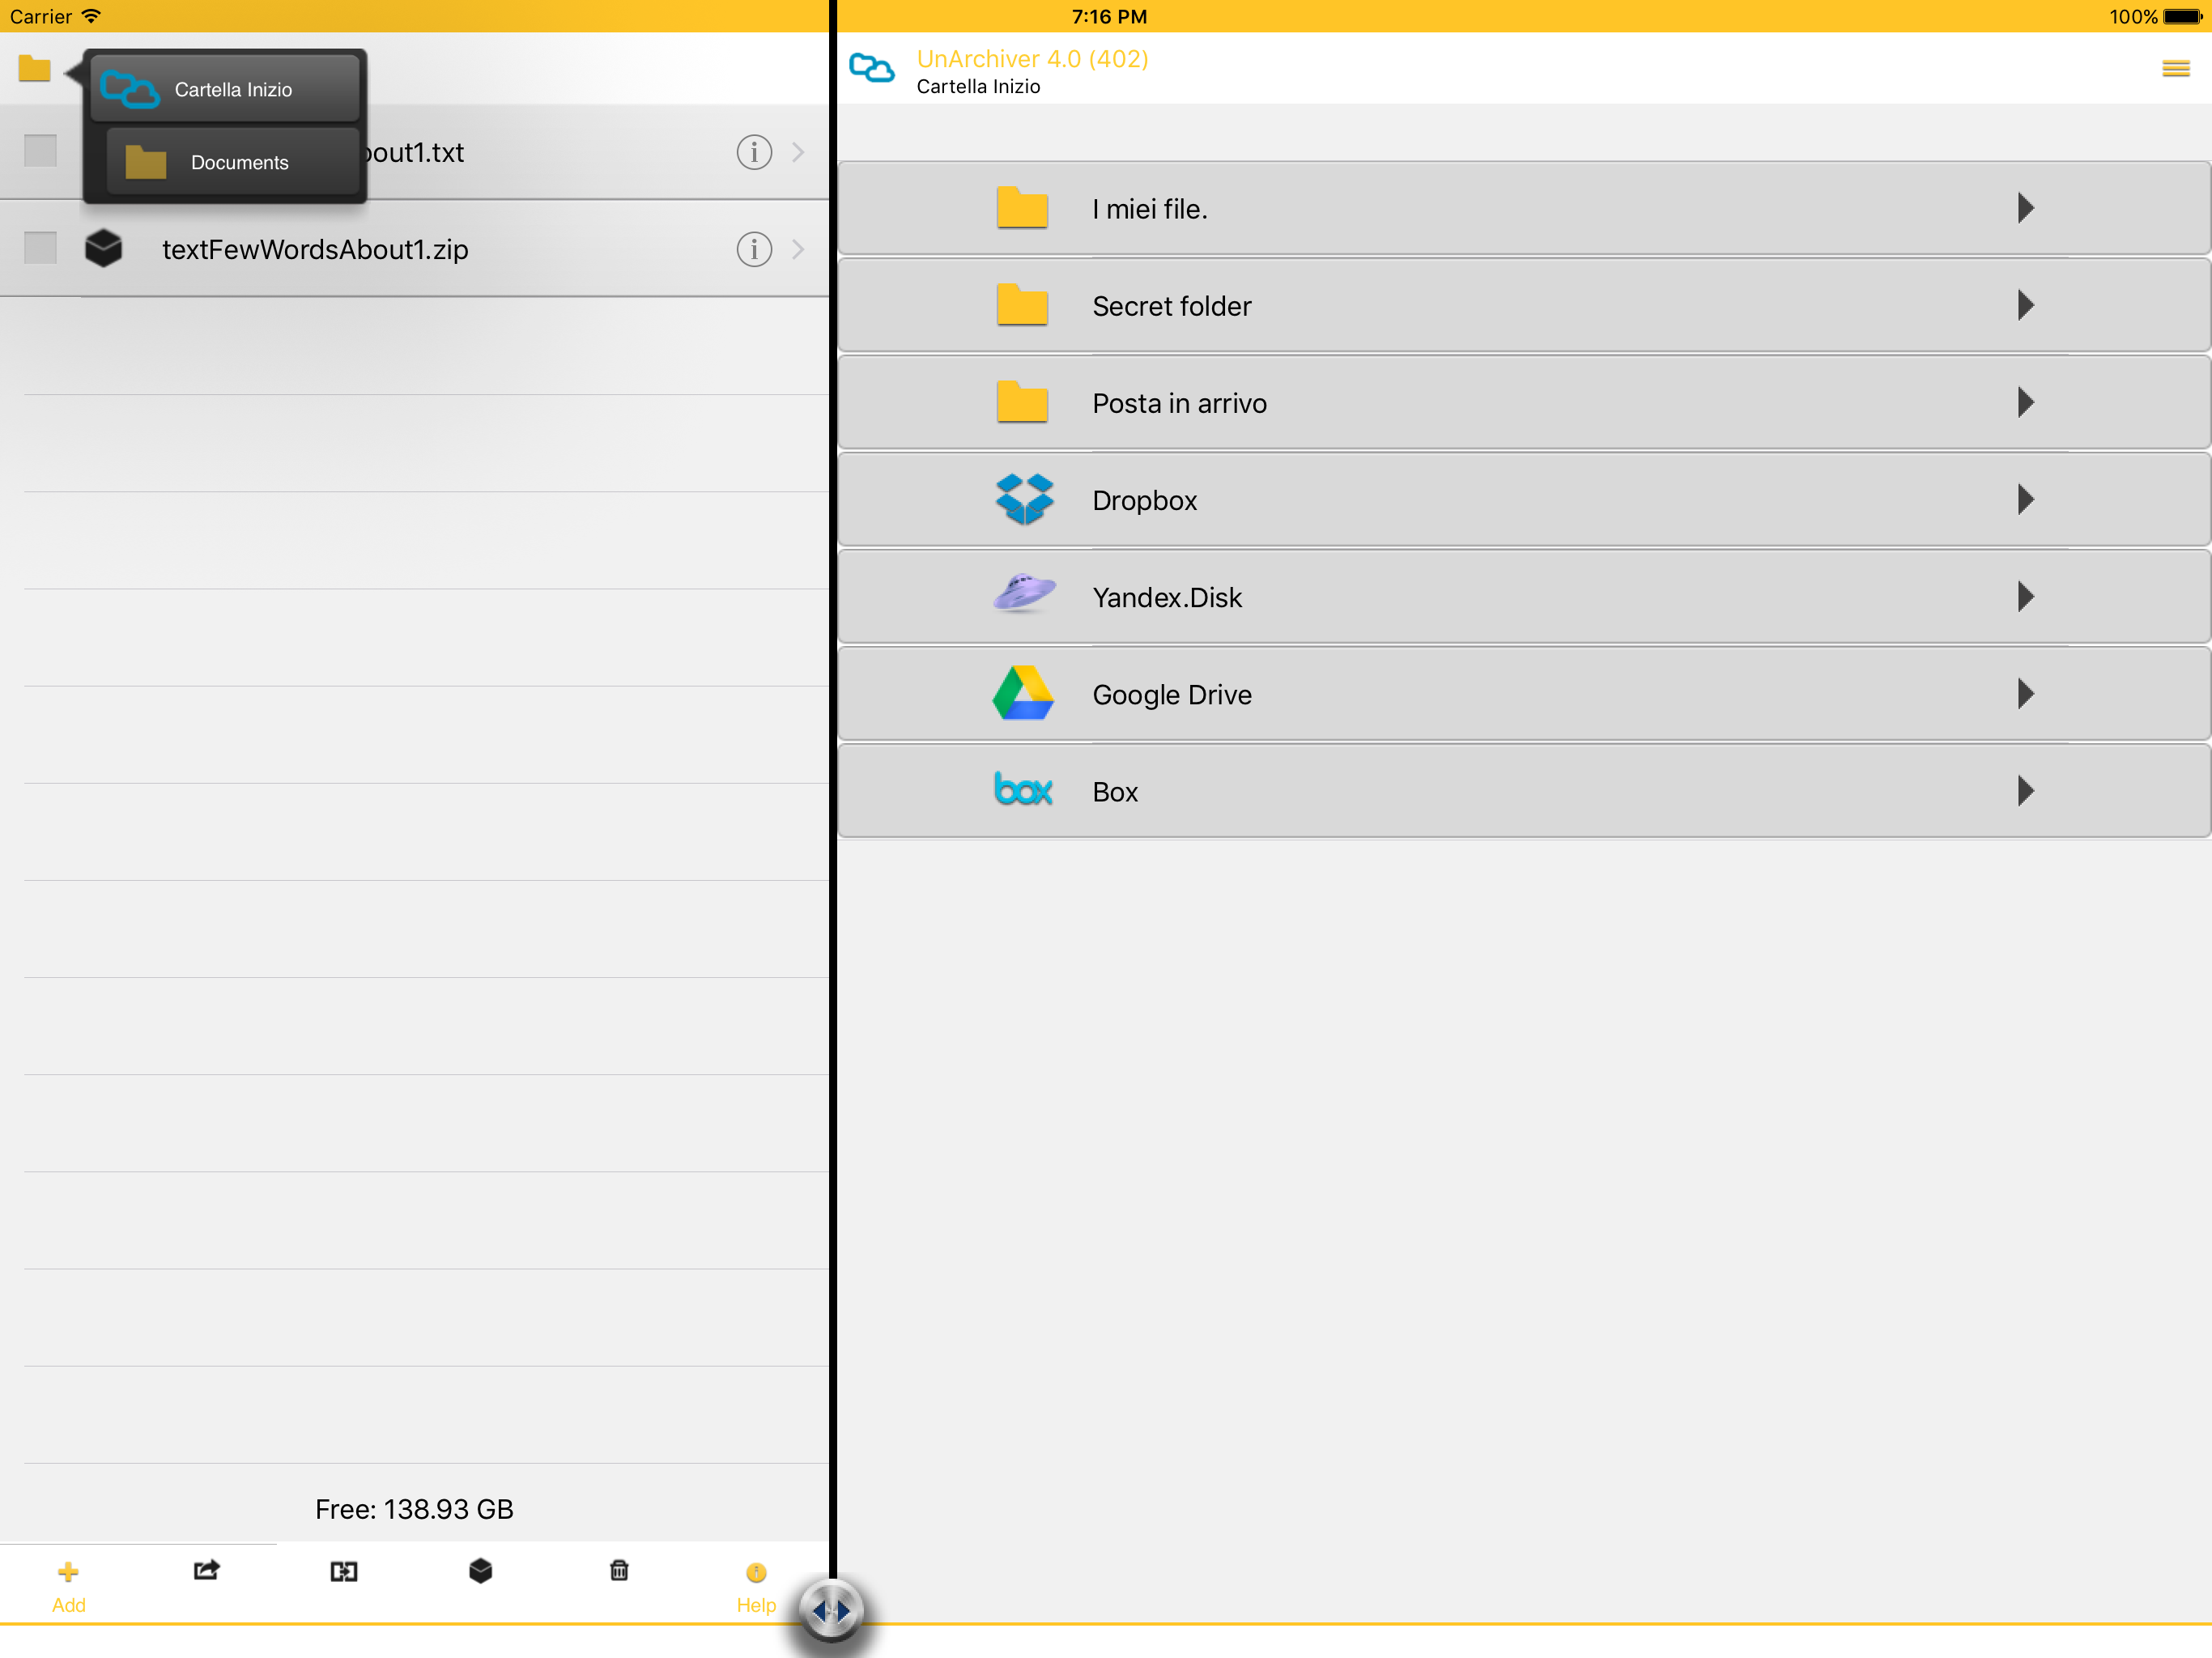 Carrier
7:16 PM
100%
Cartella Inizio
Documents
bout1.txt
textFewWordsAbout1.zip
Free: 138.93 GB
Add
Help
UnArchiver 4.0 (402)
Cartella Inizio
I miei file.
Secret folder
Posta in arrivo
Dropbox
Yandex.Disk
Google Drive
box
Box